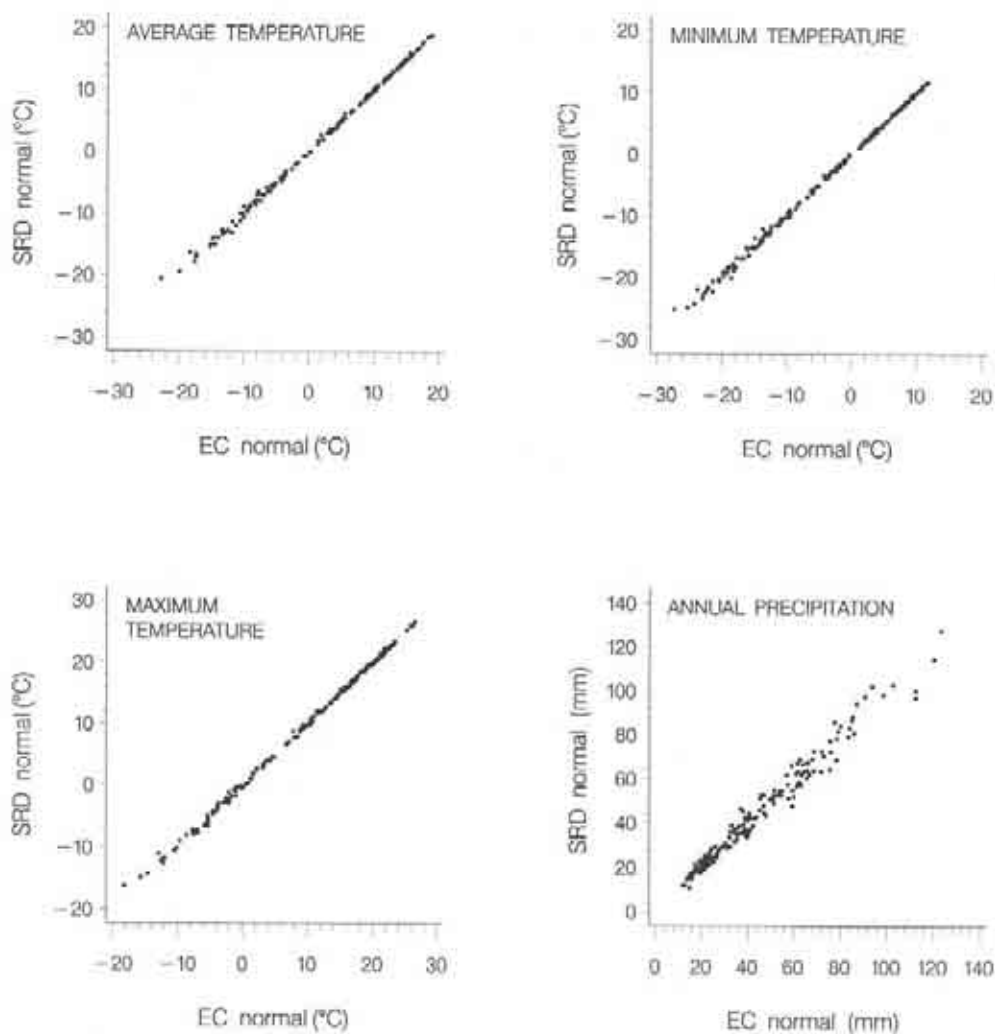 AVERAGE TEMPERATURE
20
10
0
−10
−20
−30
SRD normal (°C)
−30 −20 −10 0 10 20
EC normal (°C)
MINIMUM TEMPERATURE
20
10
0
−10
−20
−30
SRD normal (°C)
−30 −20 −10 0 10 20
EC normal (°C)
MAXIMUM
TEMPERATURE
30
20
10
0
−10
−20
SRD normal (°C)
−20 −10 0 10 20 30
EC normal (°C)
ANNUAL PRECIPITATION
140
120
100
80
60
40
20
0
SRD normal (mm)
0 20 40 60 80 100 120 140
EC normal (mm)